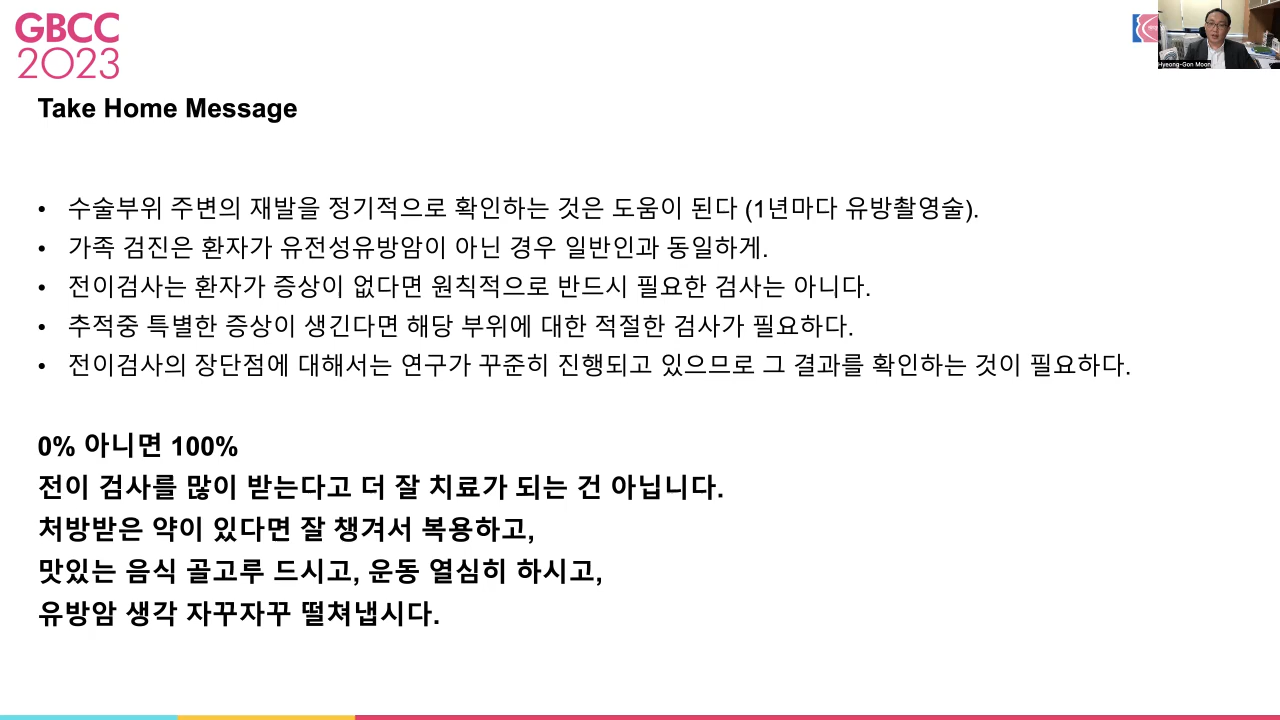 GBCC
2023
Hyeong-Gon Moon
Take Home Message
• 수술부위 주변의 재발을 정기적으로 확인하는 것은 도움이 된다 (1년마다 유방촬영술).
• 가족 검진은 환자가 유전성유방암이 아닌 경우 일반인과 동일하게.
• 전이검사는 환자가 증상이 없다면 원칙적으로 반드시 필요한 검사는 아니다.
• 추적중 특별한 증상이 생긴다면 해당 부위에 대한 적절한 검사가 필요하다.
• 전이검사의 장단점에 대해서는 연구가 꾸준히 진행되고 있으므로 그 결과를 확인하는 것이 필요하다.
0% 아니면 100%
전이 검사를 많이 받는다고 더 잘 치료가 되는 건 아닙니다.
처방받은 약이 있다면 잘 챙겨서 복용하고,
맛있는 음식 골고루 드시고, 운동 열심히 하시고,
유방암 생각 자꾸자꾸 떨쳐냅시다.